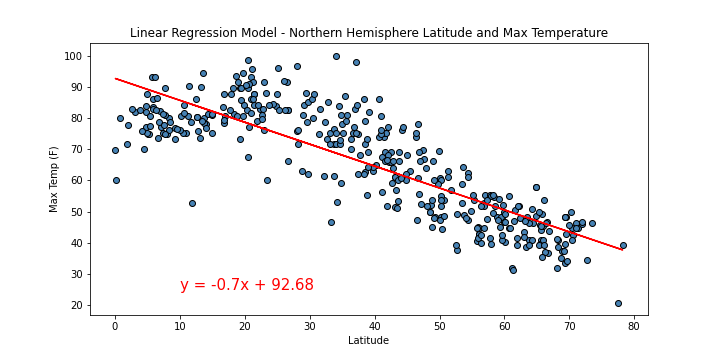 Linear Regression Model - Northern Hemisphere Latitude and Max Temperature
100
90
80
70
60
50
40
30
20
Max Temp (F)
y = -0.7x + 92.68
0 10 20 30 40 50 60 70 80
Latitude